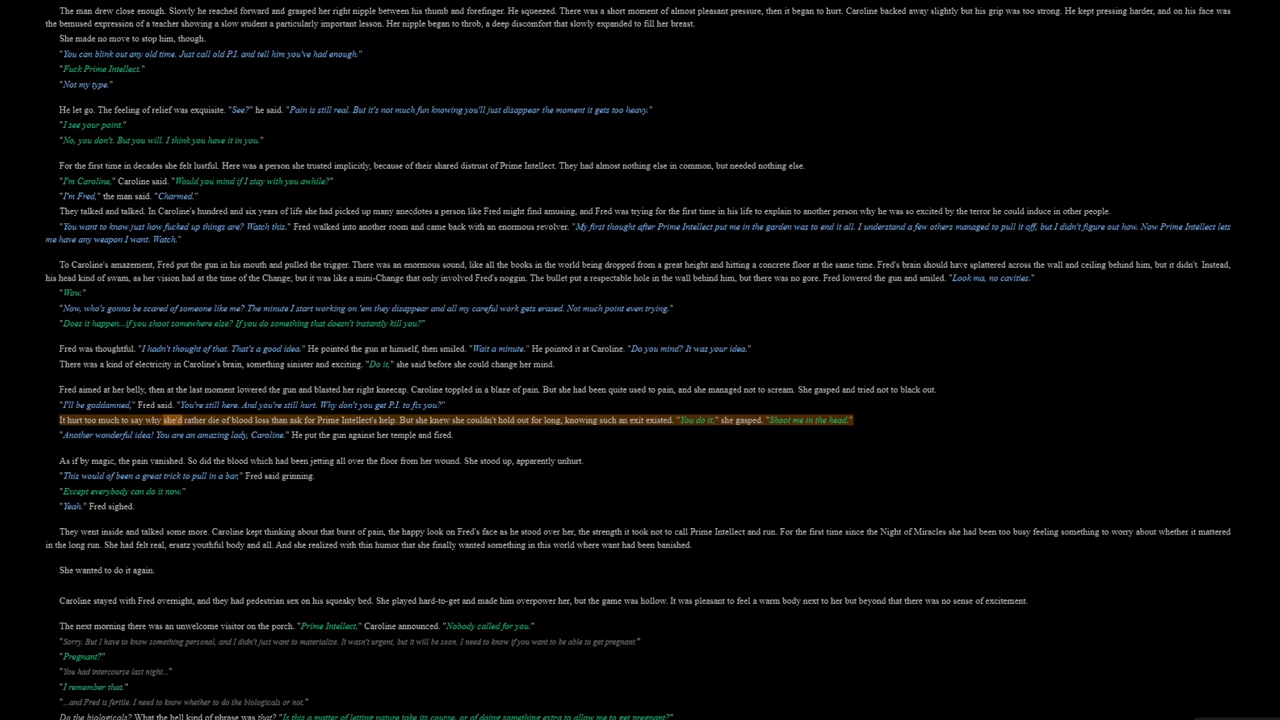 The man drew close enough. Slowly he reached forward and grasped her right nipple between his thumb and forefinger. He squeezed. There was a short moment of almost pleasant pressure, then it began to hurt. Caroline backed away slightly but his grip was too strong. He kept pressing harder, and on his face was
the bemused expression of a teacher showing a slow student a particularly important lesson. Her nipple began to throb, a deep discomfort that slowly expanded to fill her breast.
She made no move to stop him, though.
"You can blink out any old time. Just call old P.I. and tell him you've had enough."
"Fuck Prime Intellect."
"Not my type."
He let go. The feeling of relief was exquisite. "See?" he said. "Pain is still real. But it's not much fun knowing you'll just disappear the moment it gets too heavy."
"I see your point."
"No, you don't. But you will. I think you have it in you."
For the first time in decades she felt lustful. Here was a person she trusted implicitly, because of their shared distrust of Prime Intellect. They had almost nothing else in common, but needed nothing else.
"I'm Caroline," Caroline said. "Would you mind if I stay with you awhile?"
"I'm Fred," the man said. "Charmed."
They talked and talked. In Caroline's hundred and six years of life she had picked up many anecdotes a person like Fred might find amusing, and Fred was trying for the first time in his life to explain to another person why he was so excited by the terror he could induce in other people.
"You want to know just how fucked up things are? Watch this." Fred walked into another room and came back with an enormous revolver. "My first thought after Prime Intellect put me in the garden was to end it all. I understand a few others managed to pull it off, but I didn't figure out how. Now Prime Intellect lets
me have any weapon I want. Watch."
To Caroline's amazement, Fred put the gun in his mouth and pulled the trigger. There was an enormous sound, like all the books in the world being dropped from a great height and hitting a concrete floor at the same time. Fred's brain should have splattered across the wall and ceiling behind him, but it didn't. Instead,
his head kind of swam, as her vision had at the time of the Change; but it was like a mini-Change that only involved Fred's noggin. The bullet put a respectable hole in the wall behind him, but there was no gore. Fred lowered the gun and smiled. "Look ma, no cavities."
"Wow."
"Now, who's gonna be scared of someone like me? The minute I start working on 'em they disappear and all my careful work gets erased. Not much point even trying."
"Does it happen...if you shoot somewhere else? If you do something that doesn't instantly kill you?"
Fred was thoughtful. "I hadn't thought of that. That's a good idea." He pointed the gun at himself, then smiled. "Wait a minute." He pointed it at Caroline. "Do you mind? It was your idea."
There was a kind of electricity in Caroline's brain, something sinister and exciting. "Do it," she said before she could change her mind.
Fred aimed at her belly, then at the last moment lowered the gun and blasted her right kneecap. Caroline toppled in a blaze of pain. But she had been quite used to pain, and she managed not to scream. She gasped and tried not to black out.
"I'll be goddamned," Fred said. "You're still here. And you're still hurt. Why don't you get P.I. to fix you?"
It hurt too much to say why she'd rather die of blood loss than ask for Prime Intellect's help. But she knew she couldn't hold out for long, knowing such an exit existed. "You do it," she gasped. "Shoot me in the head."
"Another wonderful idea! You are an amazing lady, Caroline." He put the gun against her temple and fired.
As if by magic, the pain vanished. So did the blood which had been jetting all over the floor from her wound. She stood up, apparently unhurt.
"This would of been a great trick to pull in a bar," Fred said grinning.
"Except everybody can do it now."
"Yeah." Fred sighed.
They went inside and talked some more. Caroline kept thinking about that burst of pain, the happy look on Fred's face as he stood over her, the strength it took not to call Prime Intellect and run. For the first time since the Night of Miracles she had been too busy feeling something to worry about whether it mattered
in the long run. She had felt real, ersatz youthful body and all. And she realized with thin humor that she finally wanted something in this world where want had been banished.
She wanted to do it again.
Caroline stayed with Fred overnight, and they had pedestrian sex on his squeaky bed. She played hard-to-get and made him overpower her, but the game was hollow. It was pleasant to feel a warm body next to her but beyond that there was no sense of excitement.
The next morning there was an unwelcome visitor on the porch. "Prime Intellect," Caroline announced. "Nobody called for you."
"Sorry. But I have to know something personal, and I didn't just want to materialize. It wasn't urgent, but it will be soon. I need to know if you want to be able to get pregnant."
"Pregnant?"
"You had intercourse last night..."
"I remember that."
"...and Fred is fertile. I need to know whether to do the biologicals or not."
Do the biologicals? What the hell kind of phrase was that? "Is this a matter of letting nature take its course, or of doing something extra to allow me to get pregnant?"